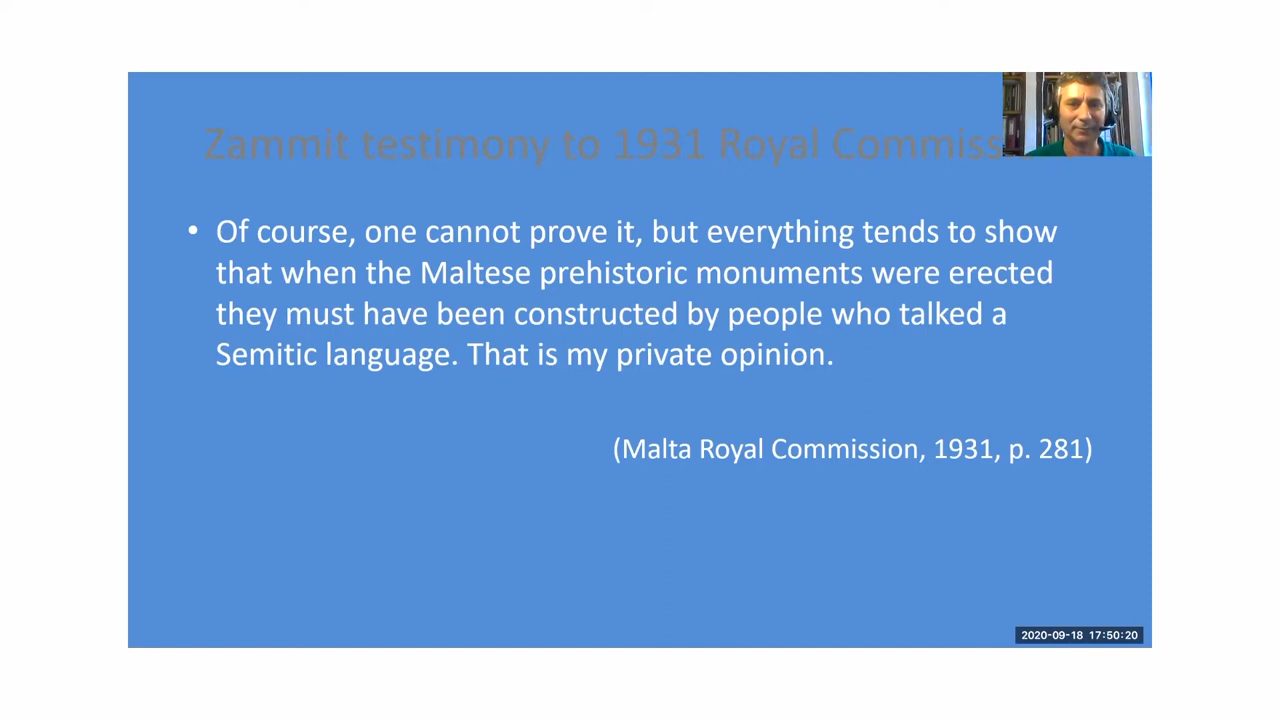 Zammit testimony to 1931 Royal Commiss
• Of course, one cannot prove it, but everything tends to show
that when the Maltese prehistoric monuments were erected
they must have been constructed by people who talked a
Semitic language. That is my private opinion.
(Malta Royal Commission, 1931, p. 281)
2020-09-18 17:50:20